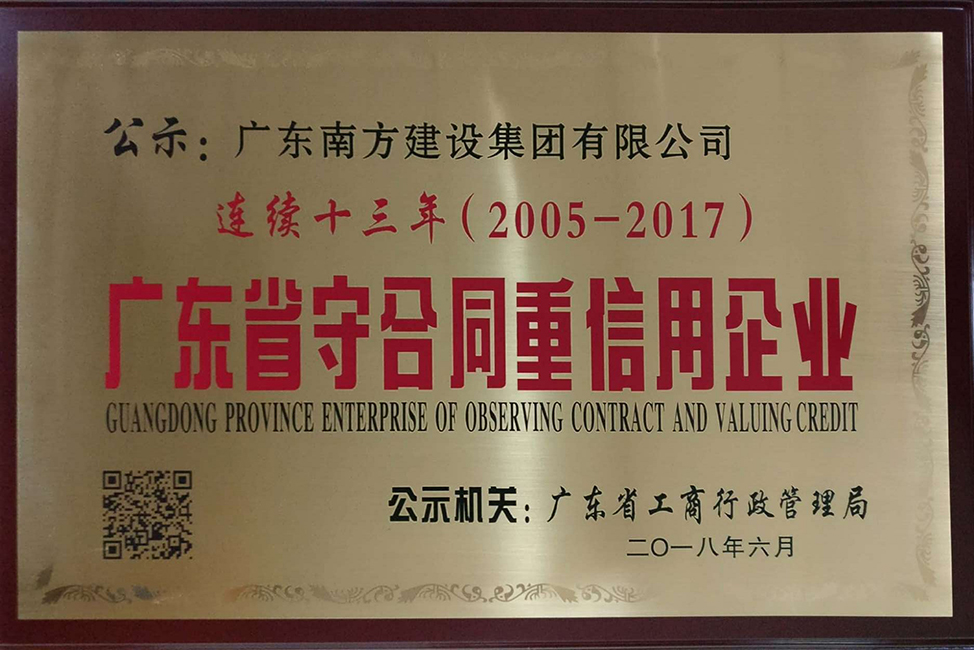 公示：广东南方建设集团有限公司
连续十三年（2005-2017）
广东省守合同重信用企业
GUANGDONG PROVINCE ENTERPRISE OF OBSERVING CONTRACT AND VALUING CREDIT
公示机关：广东省工商行政管理局
二〇一八年六月